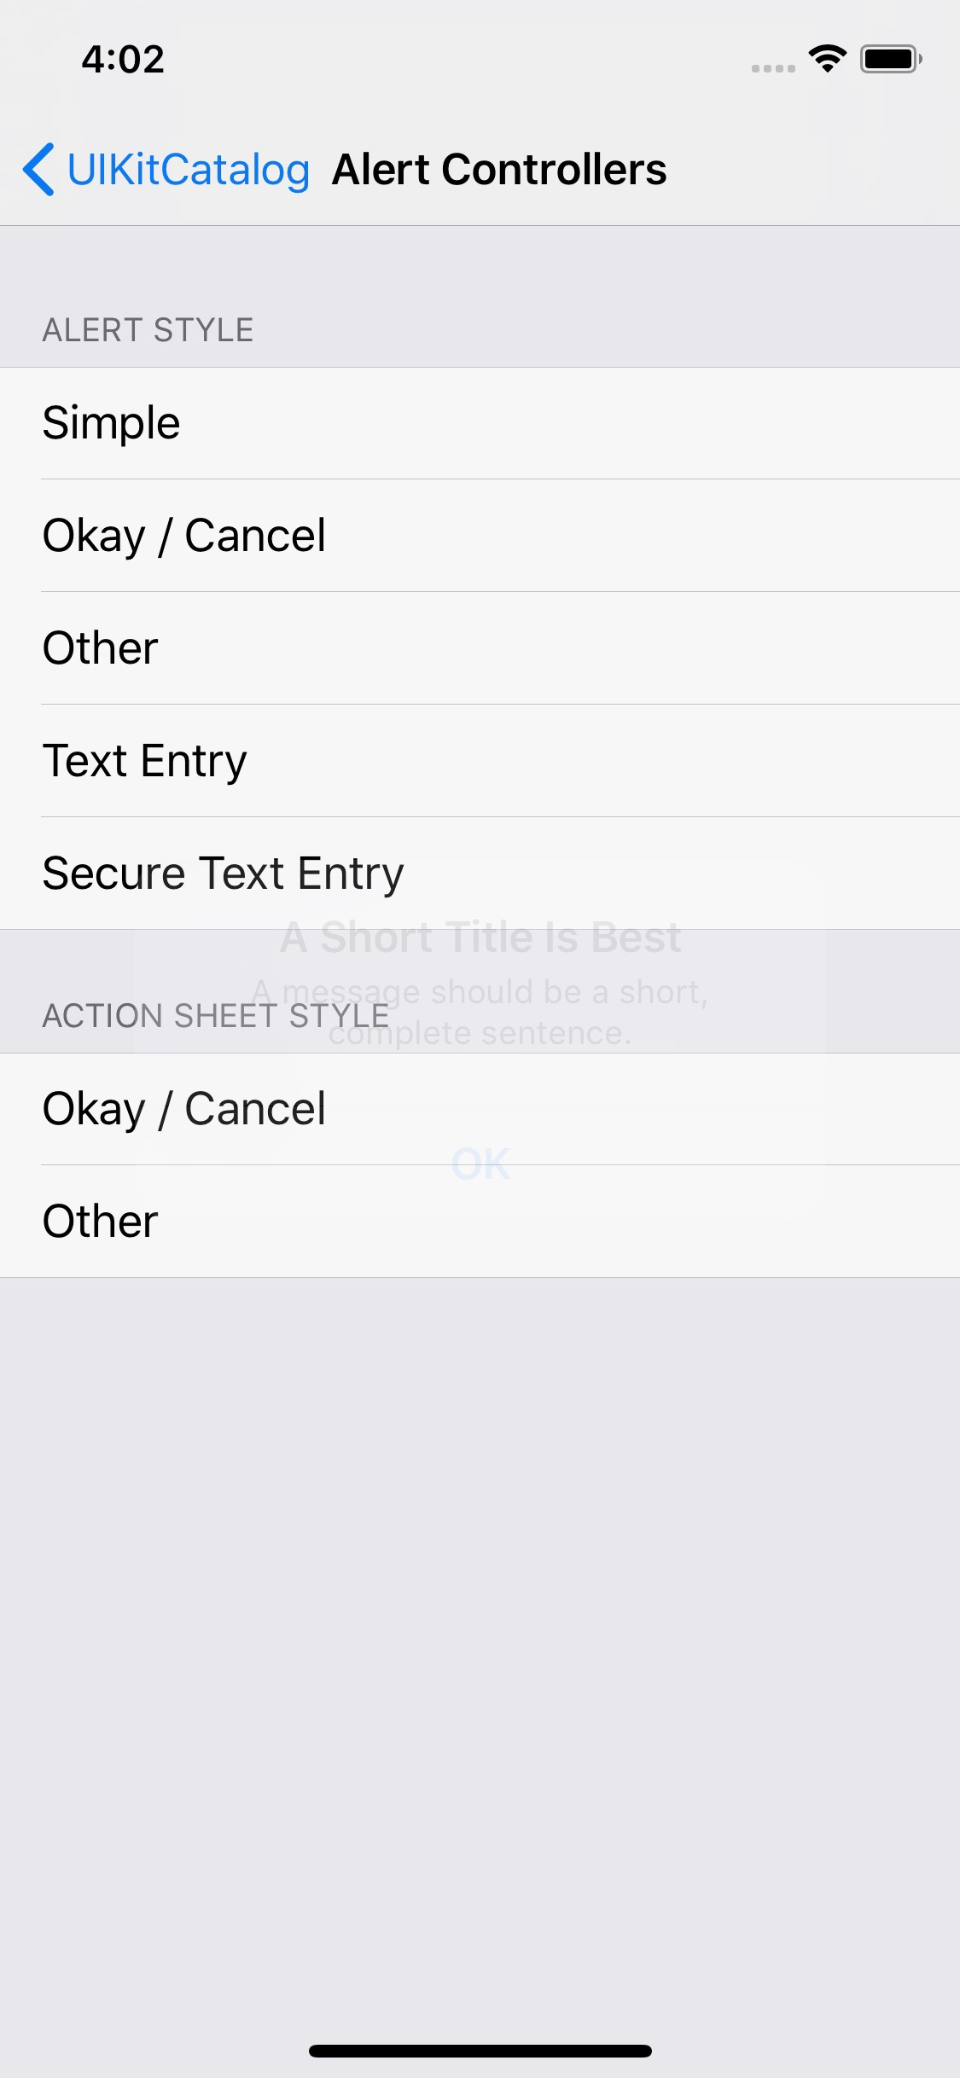 4:02
UIKitCatalog Alert Controllers
ALERT STYLE
Simple
Okay / Cancel
Other
Text Entry
Secure Text Entry
A Short Title Is Best
A message should be a short,
complete sentence.
ACTION SHEET STYLE
Okay / Cancel
OK
Other